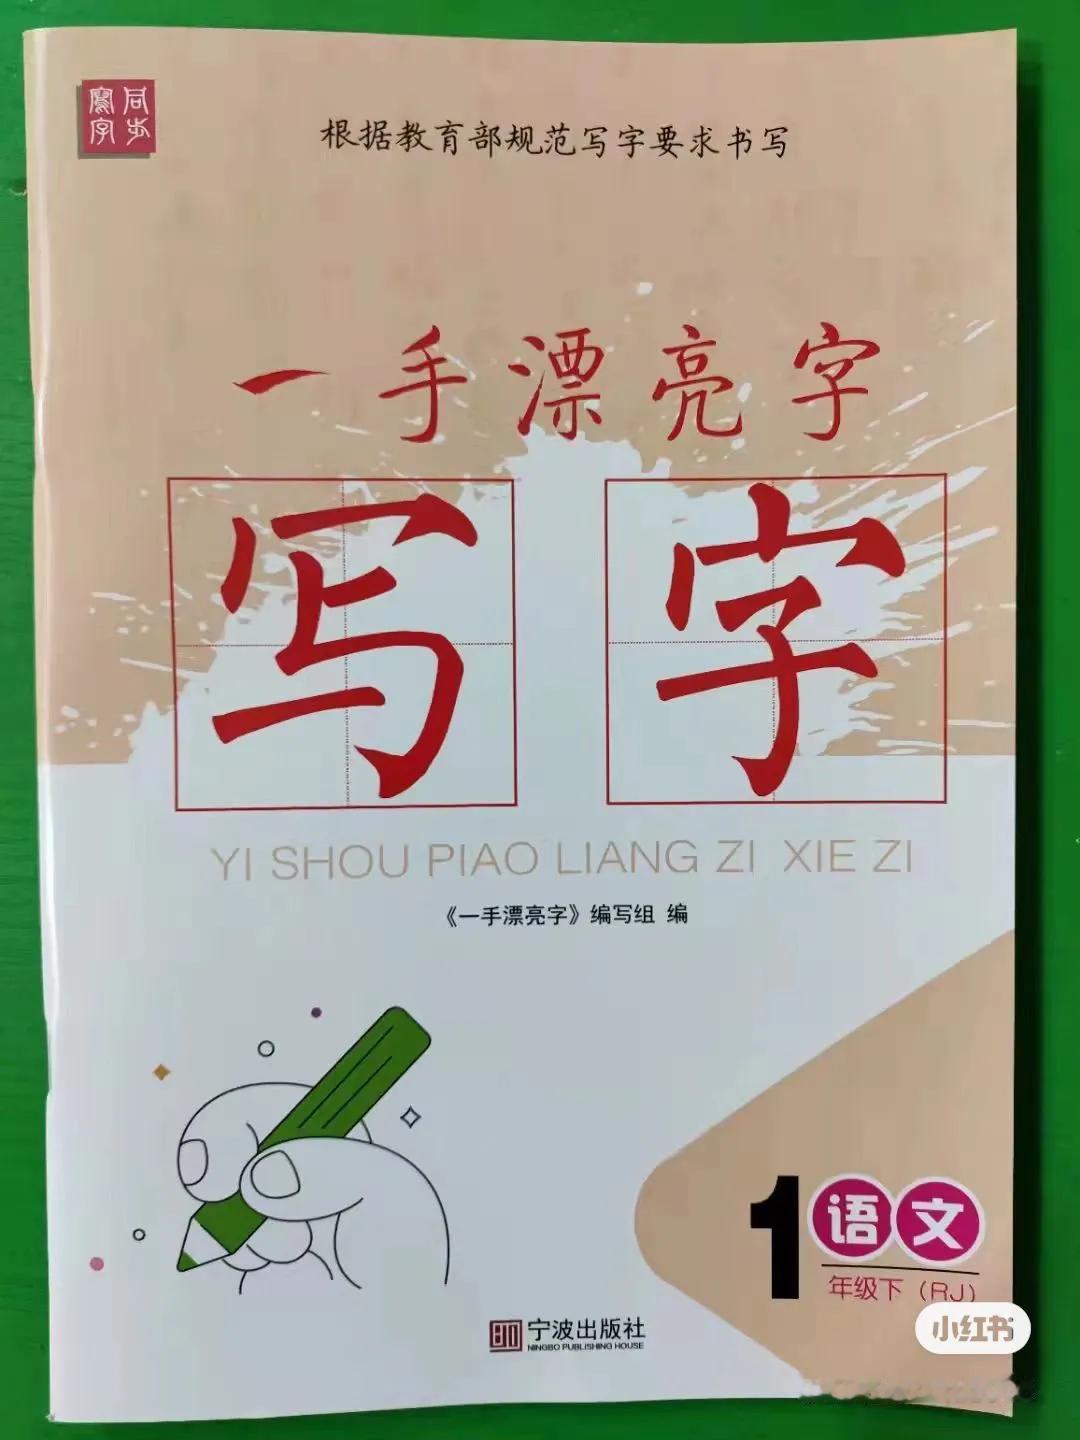 同步
寫字
根据教育部规范写字要求书写
一手漂亮字
写字
YI SHOU PIAO LIANG ZI XIE ZI
《一手漂亮字》编写组 编
1 语文
年级下（RJ）
宁波出版社
NINGBO PUBLISHING HOUSE
小红书